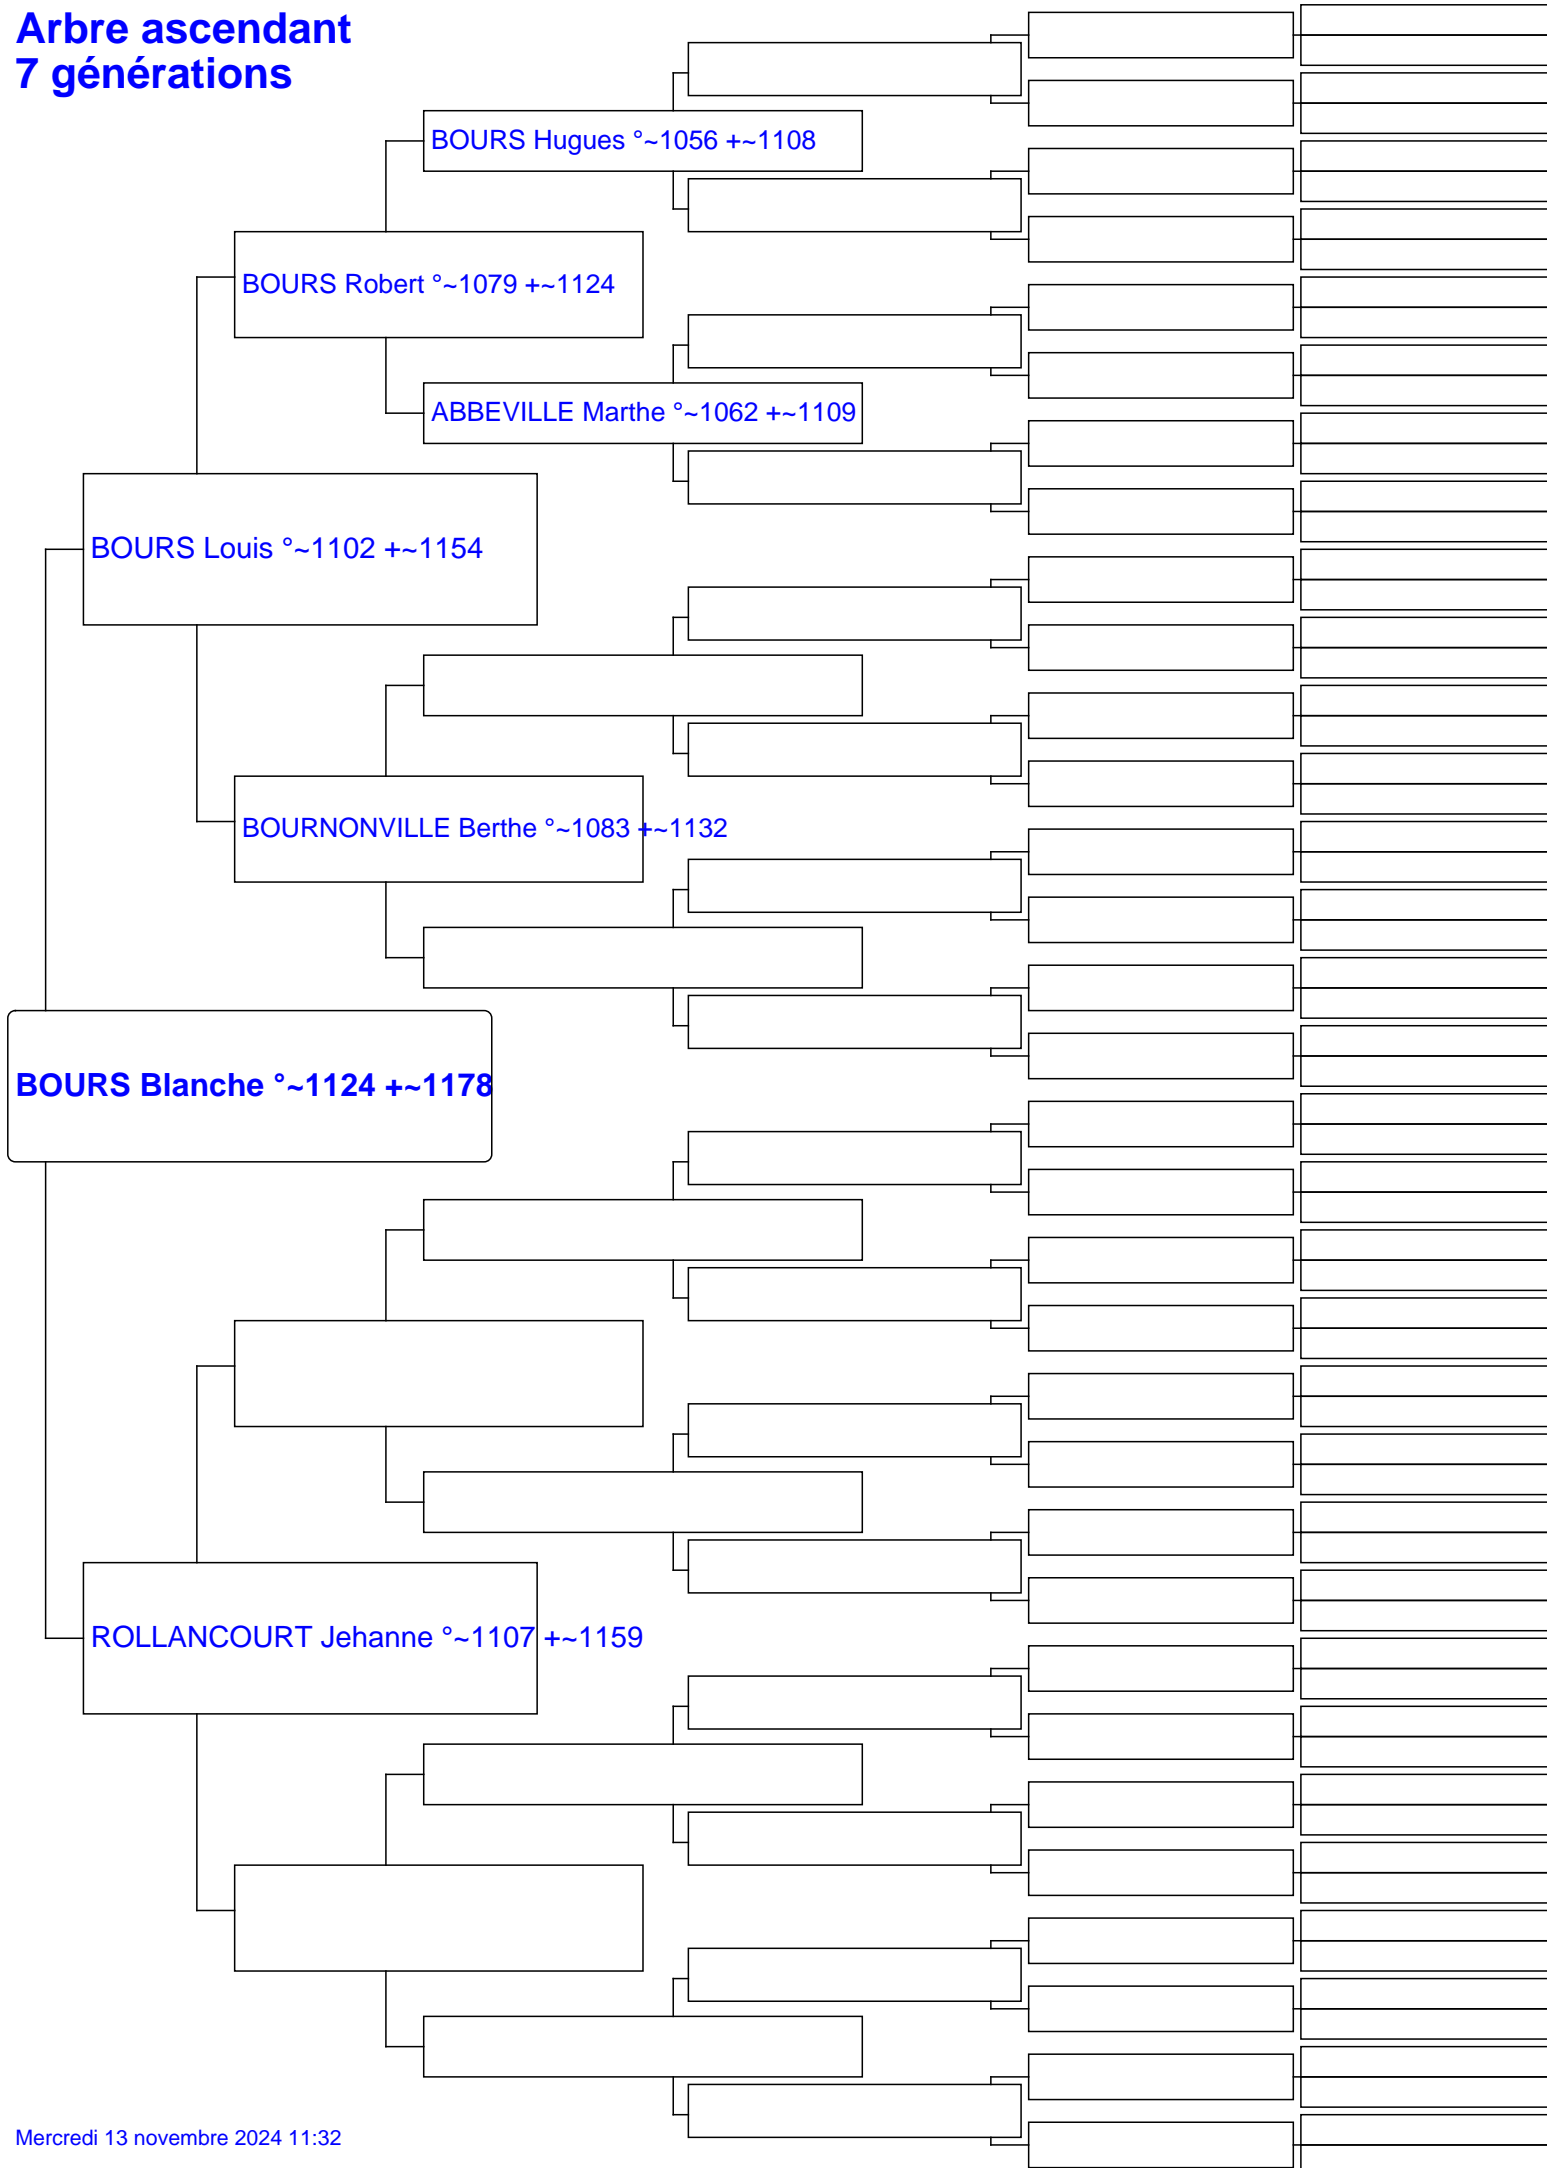 Arbre ascendant
7 générations
BOURS Hugues °~1056 +~1108
BOURS Robert °~1079 +~1124
ABBEVILLE Marthe °~1062 +~1109
BOURS Louis °~1102 +~1154
BOURNONVILLE Berthe °~1083 +~1132
BOURS Blanche °~1124 +~1178
ROLLANCOURT Jehanne °~1107 +~1159
Mercredi 13 novembre 2024 11:32